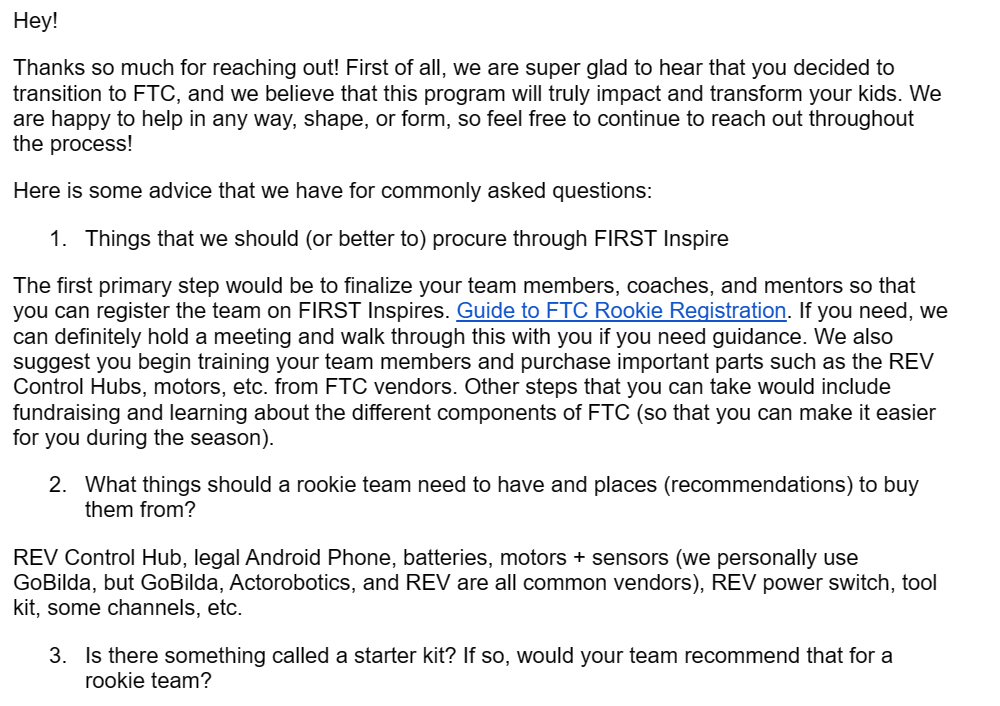 Hey!
Thanks so much for reaching out! First of all, we are super glad to hear that you decided to
transition to FTC, and we believe that this program will truly impact and transform your kids. We
are happy to help in any way, shape, or form, so feel free to continue to reach out throughout
the process!
Here is some advice that we have for commonly asked questions:
1. Things that we should (or better to) procure through FIRST Inspire
The first primary step would be to finalize your team members, coaches, and mentors so that
you can register the team on FIRST Inspires. Guide to FTC Rookie Registration. If you need, we
can definitely hold a meeting and walk through this with you if you need guidance. We also
suggest you begin training your team members and purchase important parts such as the REV
Control Hubs, motors, etc. from FTC vendors. Other steps that you can take would include
fundraising and learning about the different components of FTC (so that you can make it easier
for you during the season).
2. What things should a rookie team need to have and places (recommendations) to buy
them from?
REV Control Hub, legal Android Phone, batteries, motors + sensors (we personally use
GoBilda, but GoBilda, Actorobotics, and REV are all common vendors), REV power switch, tool
kit, some channels, etc.
3. Is there something called a starter kit? If so, would your team recommend that for a
rookie team?